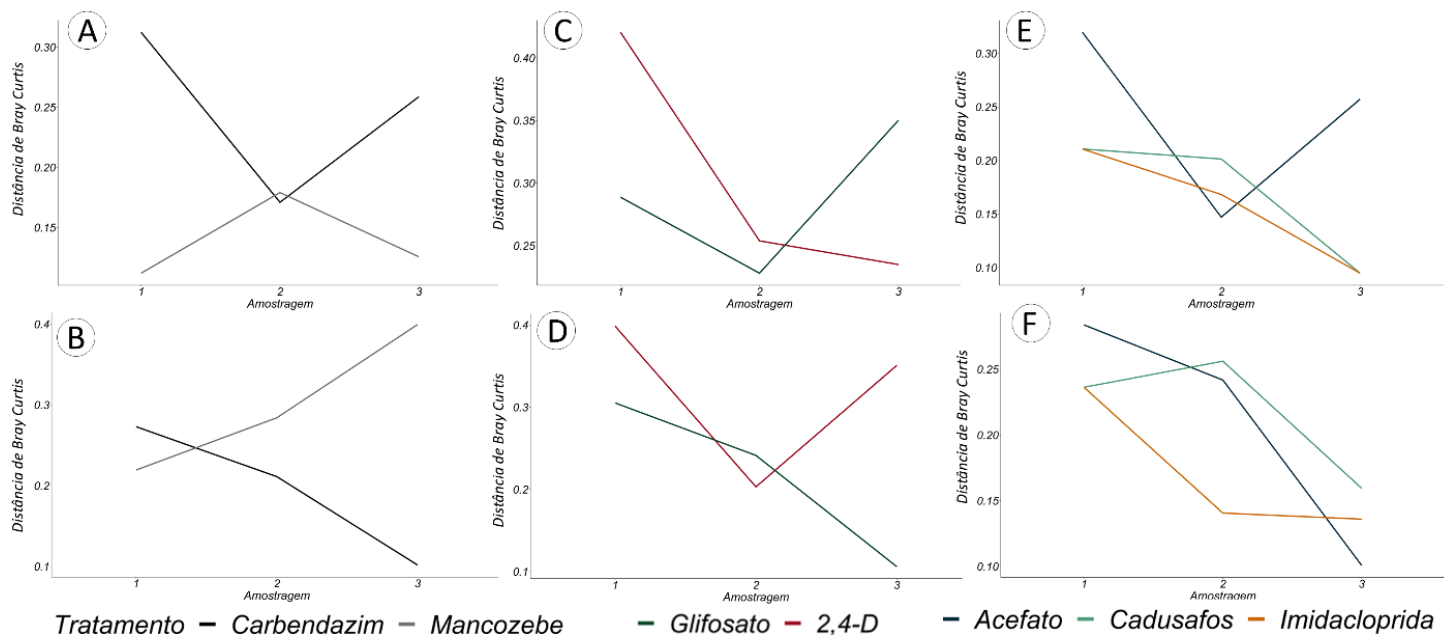 A
Distância de Bray Curtis
0.30
0.25
0.20
0.15
1 2 3
Amostragem
C
Distância de Bray Curtis
0.40
0.35
0.30
0.25
1 2 3
Amostragem
E
Distância de Bray Curtis
0.30
0.25
0.20
0.15
0.10
1 2 3
Amostragem
B
Distância de Bray Curtis
0.4
0.3
0.2
0.1
1 2 3
Amostragem
D
Distância de Bray Curtis
0.4
0.3
0.2
0.1
1 2 3
Amostragem
F
Distância de Bray Curtis
0.25
0.20
0.15
0.10
1 2 3
Amostragem
Tratamento Carbendazim Mancozebe Glifosato 2,4-D Acefato Cadusafos Imidacloprida